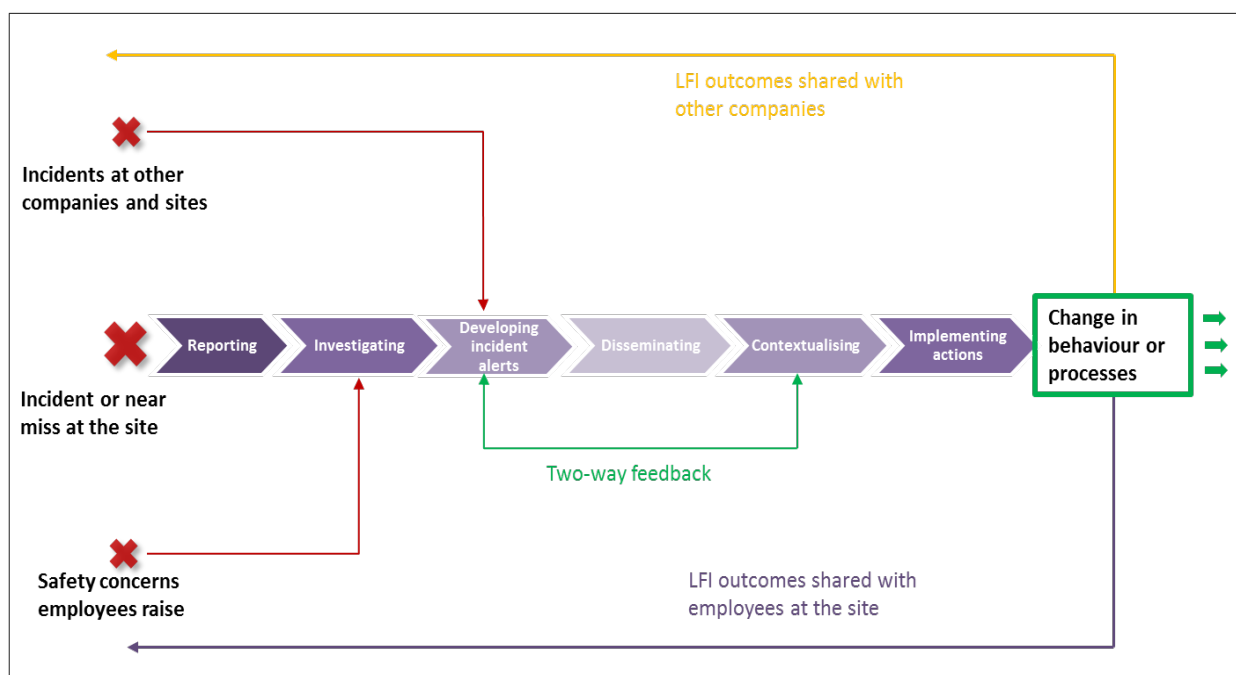 LFI outcomes shared with
other companies
Incidents at other
companies and sites
Reporting
Investigating
Developing
incident
alerts
Disseminating
Contextualising
Implementing
actions
Change in
behaviour or
processes
Incident or near
miss at the site
Two-way feedback
Safety concerns
employees raise
LFI outcomes shared with
employees at the site